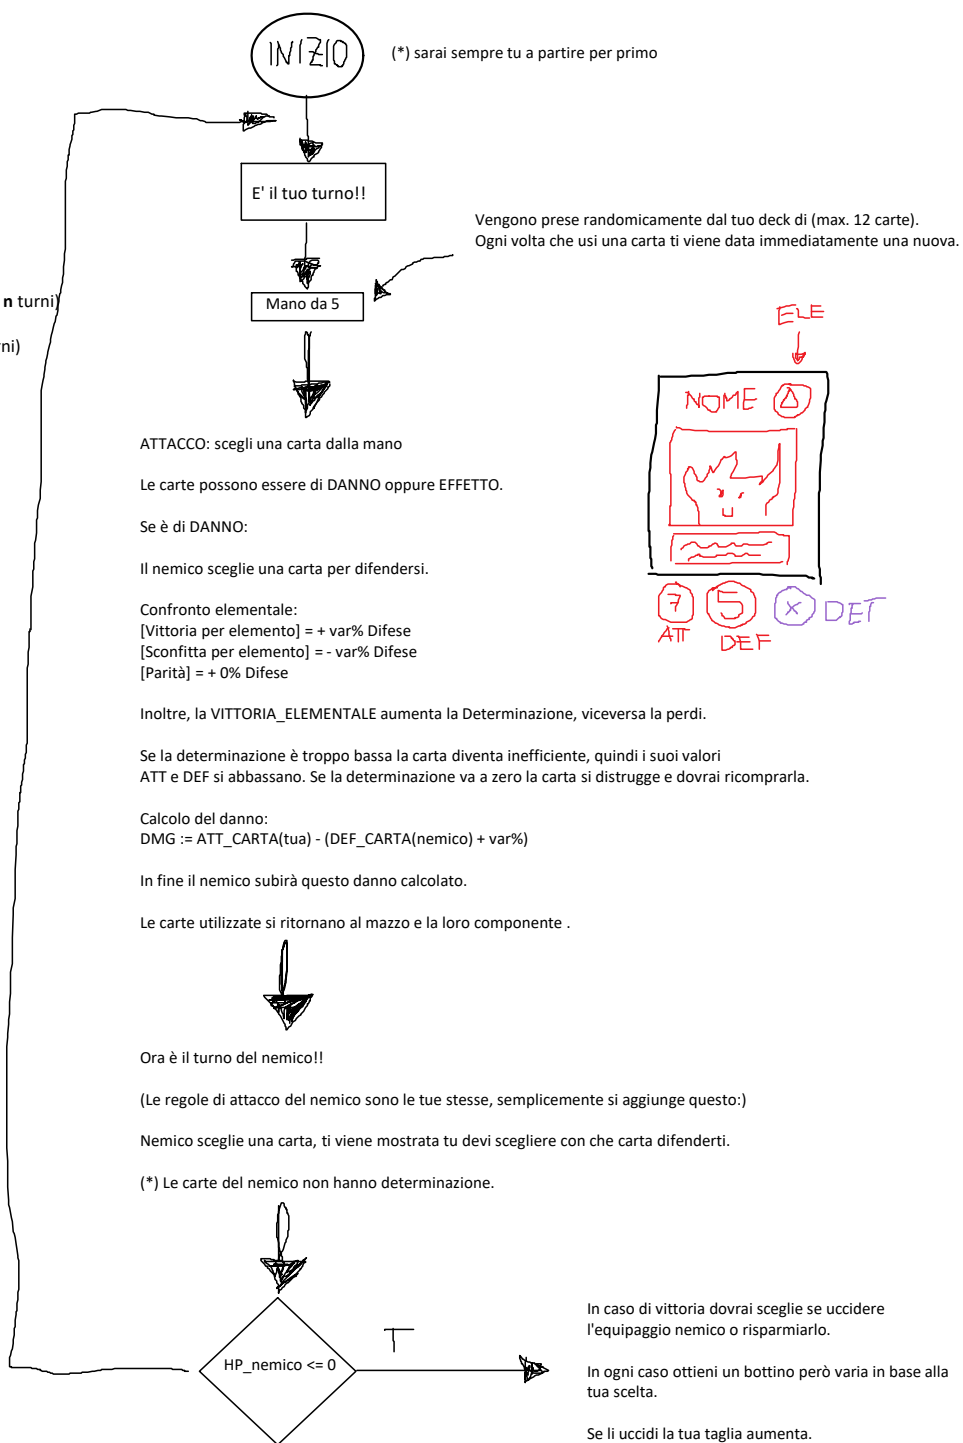 INIZIO
(*) sarai sempre tu a partire per primo
E' il tuo turno!!
Vengono prese randomicamente dal tuo deck di (max. 12 carte).
Ogni volta che usi una carta ti viene data immediatamente una nuova.
n turni)
Mano da 5
ni)
ELE
NOME
ATTACCO: scegli una carta dalla mano
Le carte possono essere di DANNO oppure EFFETTO.
Se è di DANNO:
Il nemico sceglie una carta per difendersi.
7
5
x
DET
ATT
DEF
Confronto elementale:
[Vittoria per elemento] = + var% Difese
[Sconfitta per elemento] = - var% Difese
[Parità] = + 0% Difese
Inoltre, la VITTORIA_ELEMENTALE aumenta la Determinazione, viceversa la perdi.
Se la determinazione è troppo bassa la carta diventa inefficiente, quindi i suoi valori
ATT e DEF si abbassano. Se la determinazione va a zero la carta si distrugge e dovrai ricomprarla.
Calcolo del danno:
DMG := ATT_CARTA(tua) - (DEF_CARTA(nemico) + var%)
In fine il nemico subirà questo danno calcolato.
Le carte utilizzate si ritornano al mazzo e la loro componente .
Ora è il turno del nemico!!
(Le regole di attacco del nemico sono le tue stesse, semplicemente si aggiunge questo:)
Nemico sceglie una carta, ti viene mostrata tu devi scegliere con che carta difenderti.
(*) Le carte del nemico non hanno determinazione.
HP_nemico <= 0
T
In caso di vittoria dovrai sceglie se uccidere
l'equipaggio nemico o risparmiarlo.
In ogni caso ottieni un bottino però varia in base alla
tua scelta.
Se li uccidi la tua taglia aumenta.